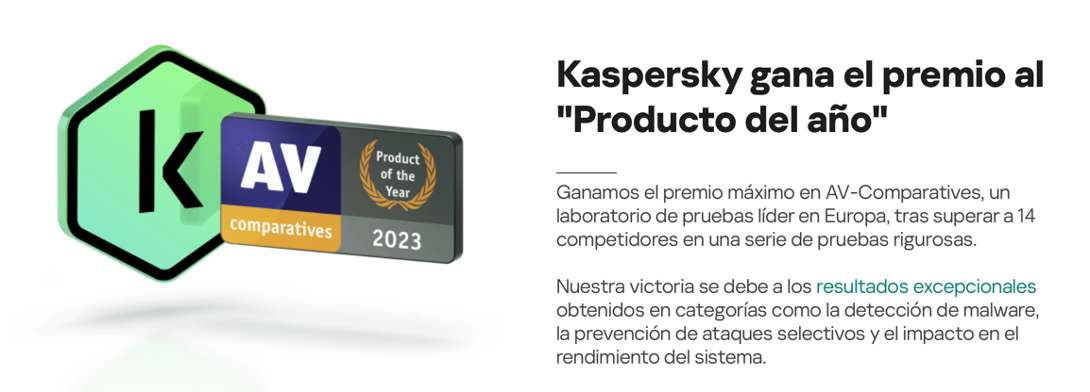 k
AV
comparatives
Product
of the
Year
2023
Kaspersky gana el premio al
"Producto del año"
Ganamos el premio máximo en AV-Comparatives, un
laboratorio de pruebas líder en Europa, tras superar a 14
competidores en una serie de pruebas rigurosas.
Nuestra victoria se debe a los resultados excepcionales
obtenidos en categorías como la detección de malware,
la prevención de ataques selectivos y el impacto en el
rendimiento del sistema.